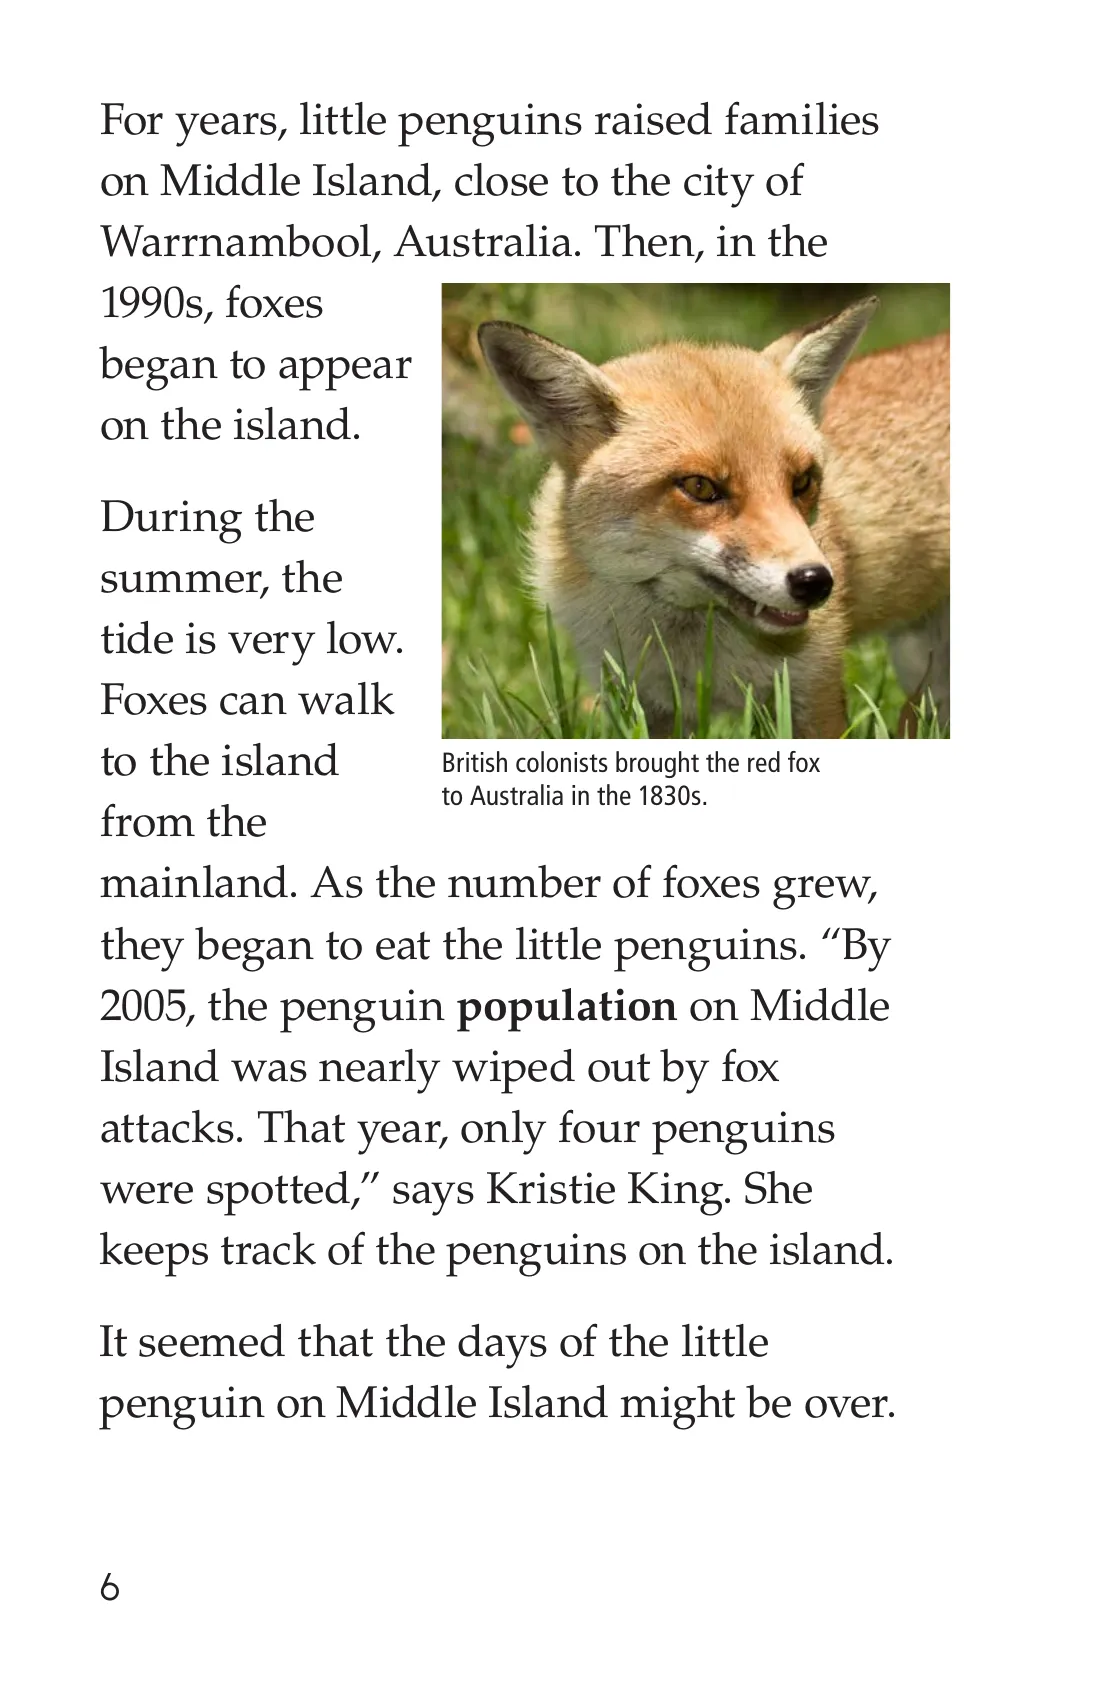 For years, little penguins raised families
on Middle Island, close to the city of
Warrnambool, Australia. Then, in the
1990s, foxes
began to appear
on the island.
During the
summer, the
tide is very low.
Foxes can walk
to the island
from the
mainland. As the number of foxes grew,
they began to eat the little penguins. “By
2005, the penguin population on Middle
Island was nearly wiped out by fox
attacks. That year, only four penguins
were spotted,” says Kristie King. She
keeps track of the penguins on the island.
It seemed that the days of the little
penguin on Middle Island might be over.
British colonists brought the red fox
to Australia in the 1830s.
6